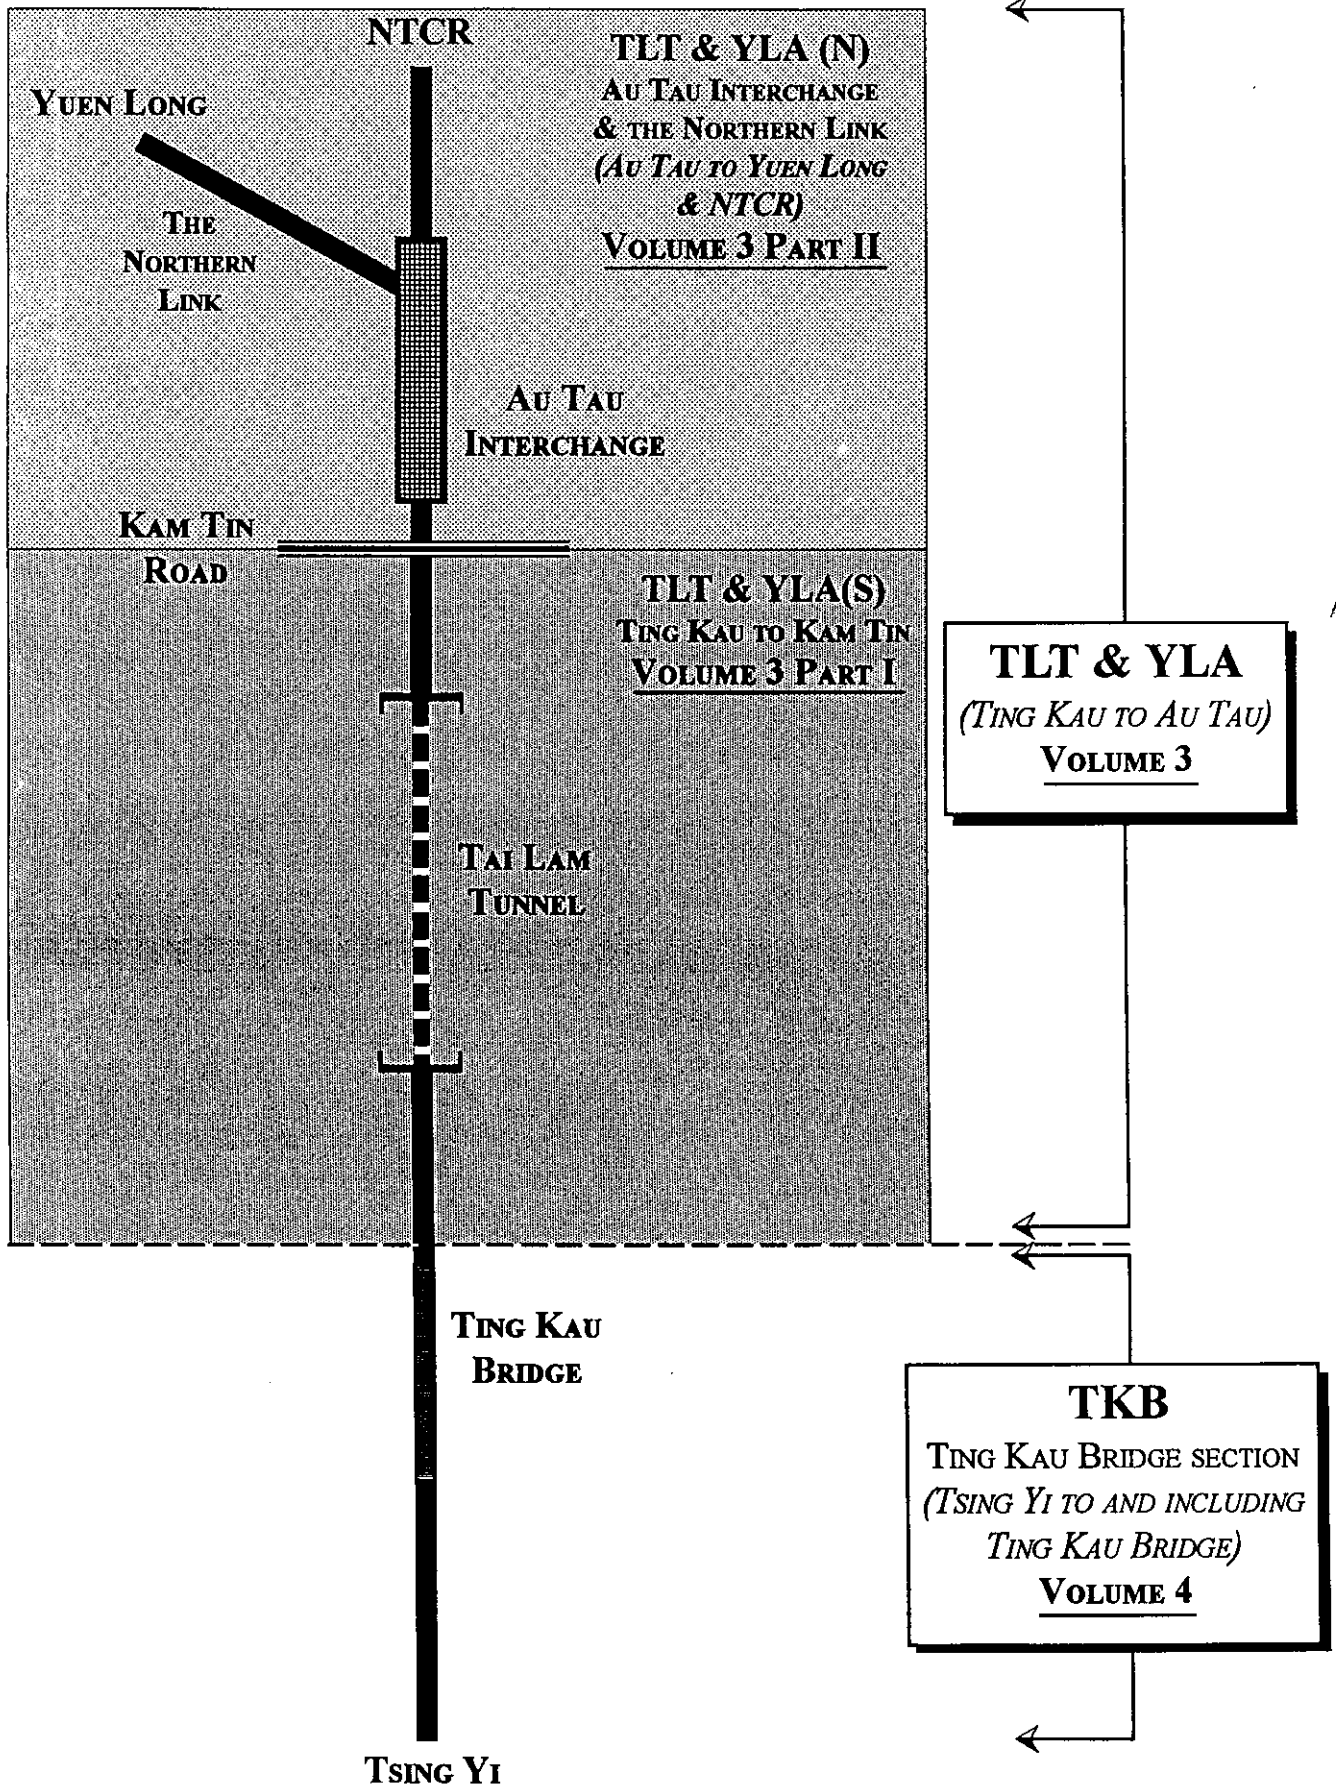 NTCR
YUEN LONG
THE
NORTHERN
LINK
TLT & YLA (N)
AU TAU INTERCHANGE
& THE NORTHERN LINK
(AU TAU TO YUEN LONG
& NTCR)
VOLUME 3 PART II
AU TAU
INTERCHANGE
KAM TIN
ROAD
TLT & YLA(S)
TING KAU TO KAM TIN
VOLUME 3 PART I
TLT & YLA
(TING KAU TO AU TAU)
VOLUME 3
TAI LAM
TUNNEL
TING KAU
BRIDGE
TKB
TING KAU BRIDGE SECTION
(TSING YI TO AND INCLUDING
TING KAU BRIDGE)
VOLUME 4
TSING YI